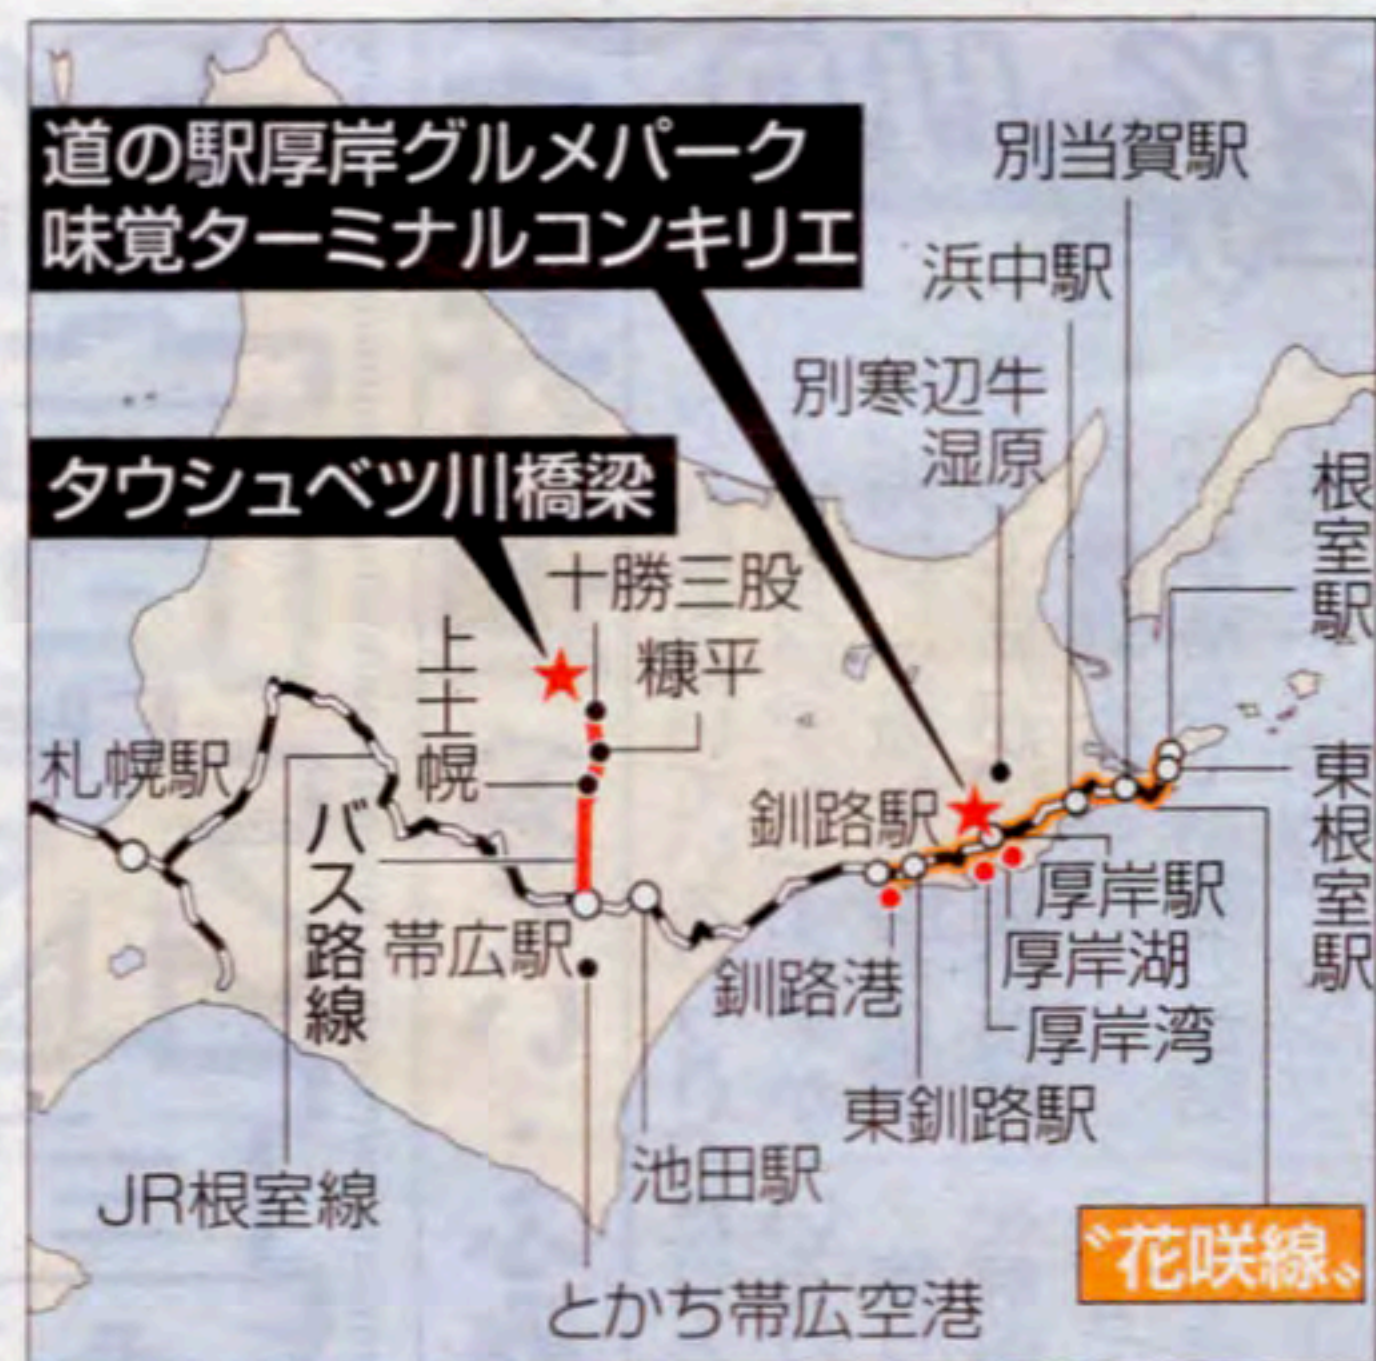 道の駅厚岸グルメパーク
味覚ターミナルコンキリエ
別当賀駅
浜中駅
別寒辺牛
湿原
根室駅
タウシュベツ川橋梁
十勝三股
糠平
上士幌
札幌駅
バス路線
釧路駅
東根室駅
帯広駅
厚岸駅
釧路港
厚岸湖
厚岸湾
東釧路駅
池田駅
JR根室線
〝花咲線〟
とかち帯広空港